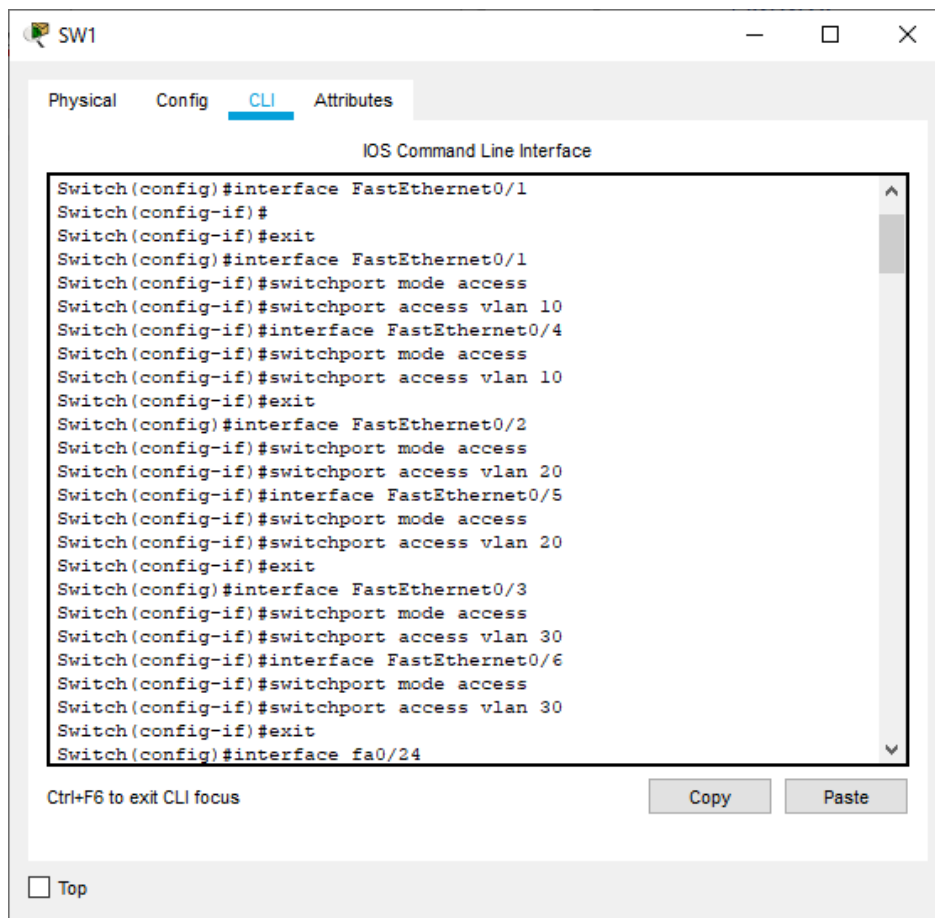 SW1
Physical Config CLI Attributes
IOS Command Line Interface
Switch(config)#interface FastEthernet0/1
Switch(config-if)#
Switch(config-if)#exit
Switch(config)#interface FastEthernet0/1
Switch(config-if)#switchport mode access
Switch(config-if)#switchport access vlan 10
Switch(config-if)#interface FastEthernet0/4
Switch(config-if)#switchport mode access
Switch(config-if)#switchport access vlan 10
Switch(config-if)#exit
Switch(config)#interface FastEthernet0/2
Switch(config-if)#switchport mode access
Switch(config-if)#switchport access vlan 20
Switch(config-if)#interface FastEthernet0/5
Switch(config-if)#switchport mode access
Switch(config-if)#switchport access vlan 20
Switch(config-if)#exit
Switch(config)#interface FastEthernet0/3
Switch(config-if)#switchport mode access
Switch(config-if)#switchport access vlan 30
Switch(config-if)#interface FastEthernet0/6
Switch(config-if)#switchport mode access
Switch(config-if)#switchport access vlan 30
Switch(config-if)#exit
Switch(config)#interface fa0/24
Ctrl+F6 to exit CLI focus Copy Paste
Top